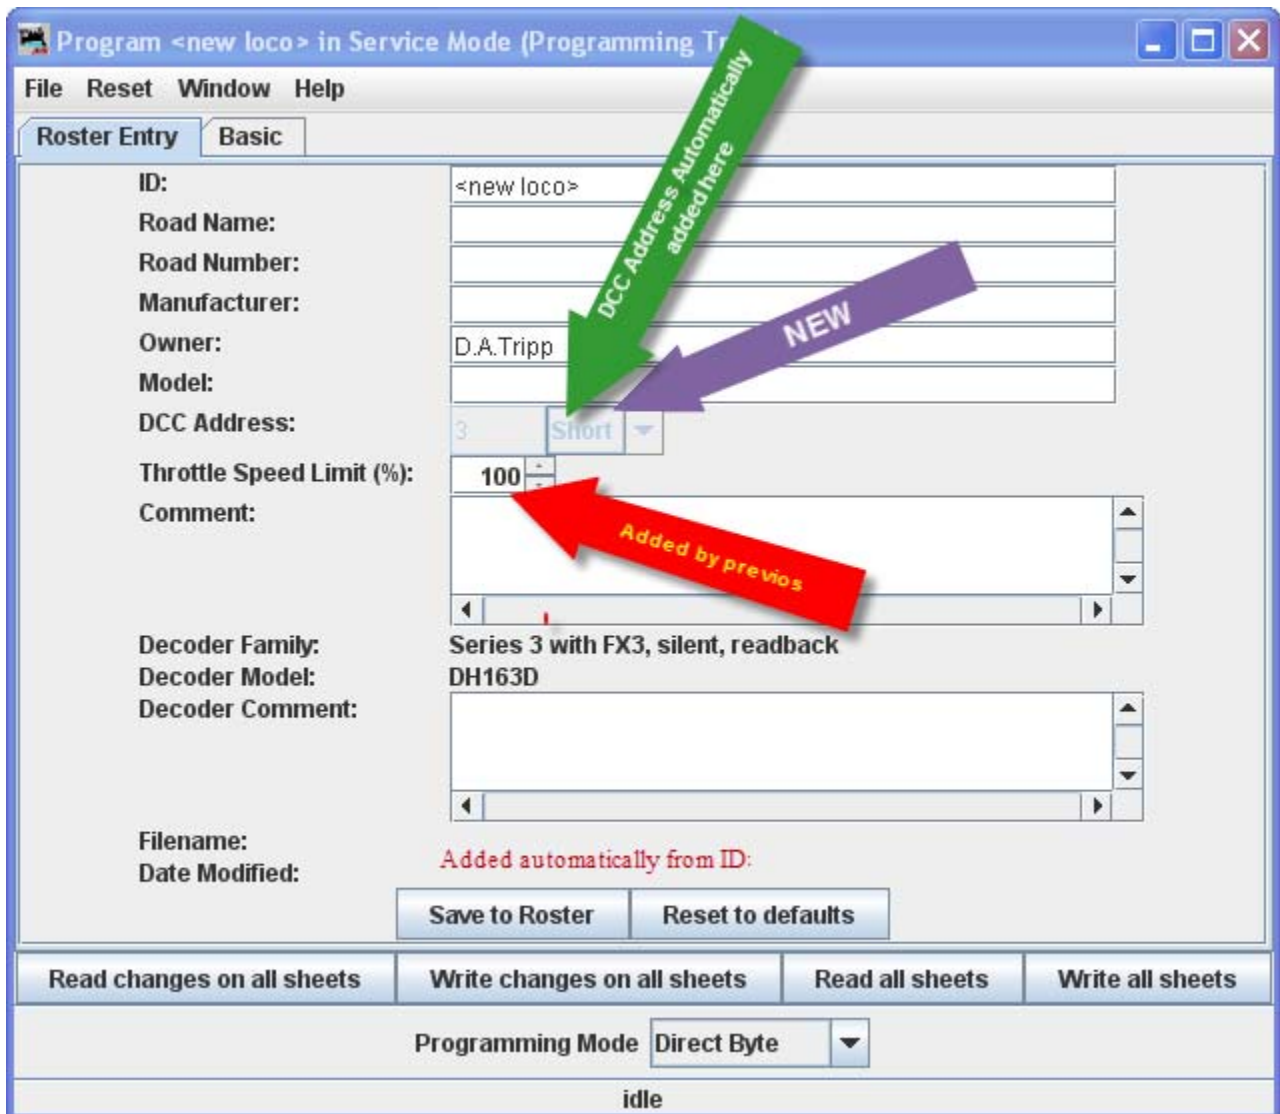 Program <new loco> in Service Mode (Programming Tr
File Reset Window Help
Roster Entry Basic
ID: <new loco>
Road Name:
Road Number:
Manufacturer:
Owner: D.A.Tripp
Model:
DCC Address: 3 Short
Throttle Speed Limit (%): 100
Comment:
DCC Address Automatically
added here
NEW
Added by previos
Decoder Family: Series 3 with FX3, silent, readback
Decoder Model: DH163D
Decoder Comment:
Filename:
Added automatically from ID:
Date Modified:
Save to Roster Reset to defaults
Read changes on all sheets Write changes on all sheets Read all sheets Write all sheets
Programming Mode Direct Byte
idle